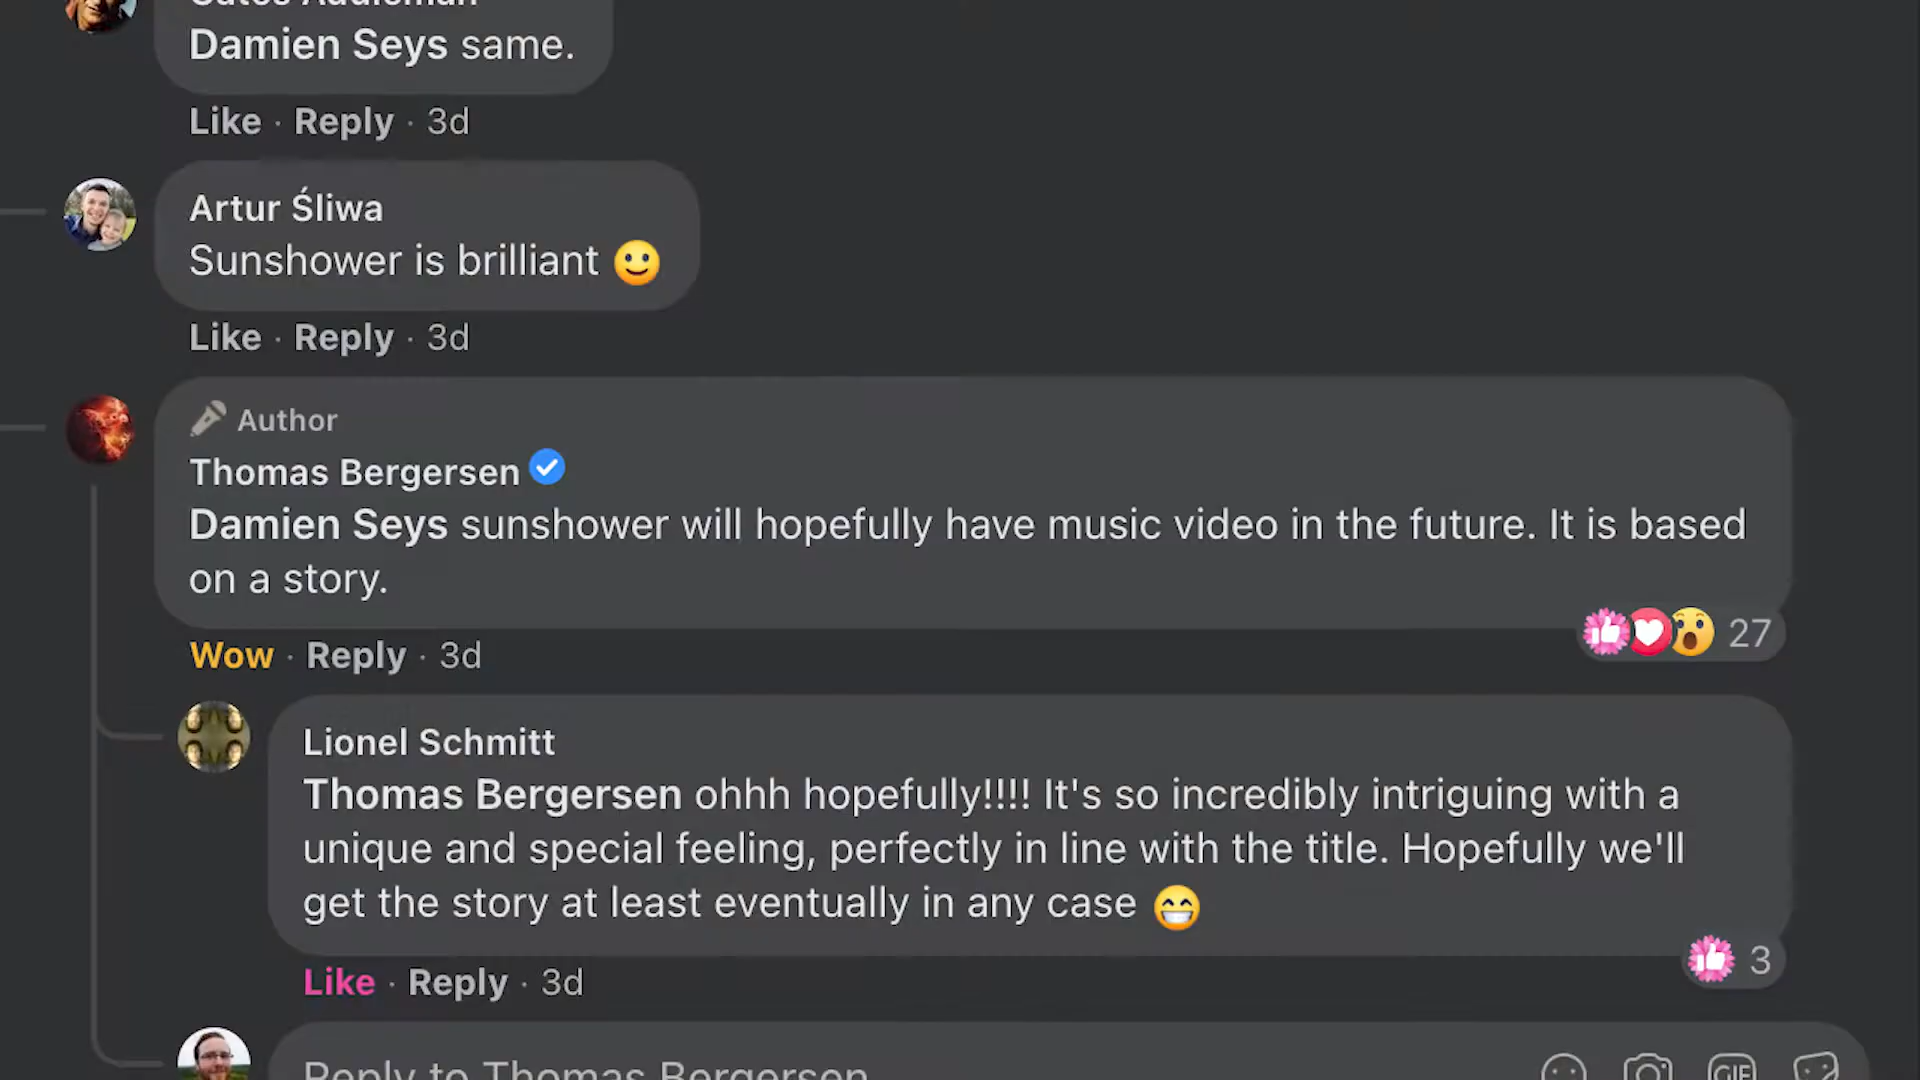 Damien Seys same.
Like · Reply · 3d
Artur Śliwa
Sunshower is brilliant 🙂
Like · Reply · 3d
Author
Thomas Bergersen
Damien Seys sunshower will hopefully have music video in the future. It is based
on a story.
27
Wow · Reply · 3d
Lionel Schmitt
Thomas Bergersen ohhh hopefully!!!! It's so incredibly intriguing with a
unique and special feeling, perfectly in line with the title. Hopefully we'll
get the story at least eventually in any case 😁
3
Like · Reply · 3d
Reply to Thomas Bergersen
GIF